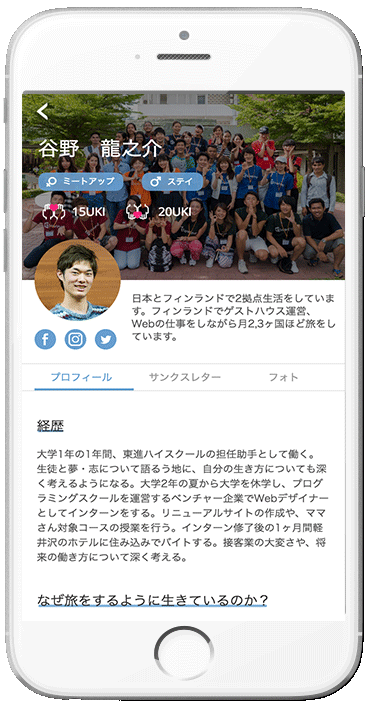 谷野　龍之介
ミートアップ
ステイ
15UKI
20UKI
日本とフィンランドで2拠点生活をしていま
す。フィンランドでゲストハウス運営、
Webの仕事をしながら月2,3ヶ国ほど旅をし
ています。
プロフィール
サンクスレター
フォト
経歴
大学1年の1年間、東進ハイスクールの担任助手として働く。
生徒と夢・志について語るう地に、自分の生き方についても深
く考えるようになる。大学2年の夏から大学を休学し、プログ
ラミングスクールを運営するベンチャー企業でWebデザイナー
としてインターンをする。リニューアルサイトの作成や、ママ
さん対象コースの授業を行う。インターン修了後の1ヶ月間軽
井沢のホテルに住み込みでバイトする。接客業の大変さや、将
来の働き方について深く考える。
なぜ旅をするように生きているのか？